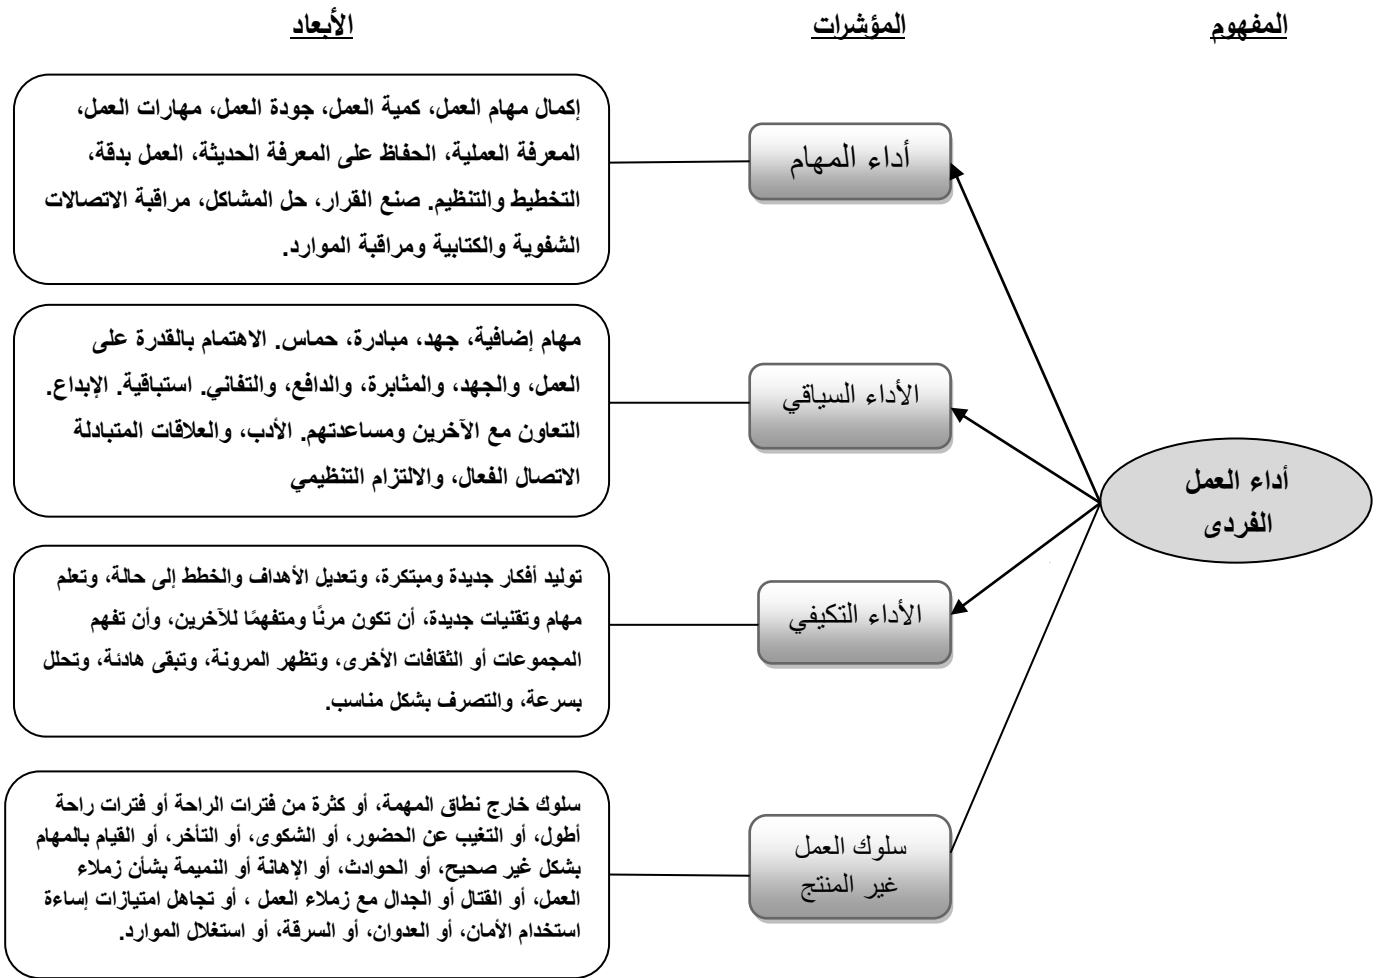 المفهوم
المؤشرات
الأبعاد
أداء العمل
الفردى
أداء المهام
إكمال مهام العمل، كمية العمل، جودة العمل، مهارات العمل،
المعرفة العملية، الحفاظ على المعرفة الحديثة، العمل بدقة،
التخطيط والتنظيم. صنع القرار، حل المشاكل، مراقبة الاتصالات
الشفوية والكتابية ومراقبة الموارد.
الأداء السياقي
مهام إضافية، جهد، مبادرة، حماس. الاهتمام بالقدرة على
العمل، والجهد، والمثابرة، والدافع، والتفاني. استباقية. الإبداع.
التعاون مع الآخرين ومساعدتهم. الأدب، والعلاقات المتبادلة
الاتصال الفعال، والالتزام التنظيمي
الأداء التكيفي
توليد أفكار جديدة ومبتكرة، وتعديل الأهداف والخطط إلى حالة، وتعلم
مهام وتقنيات جديدة، أن تكون مرنًا ومتفهمًا للآخرين، وأن تفهم
المجموعات أو الثقافات الأخرى، وتظهر المرونة، وتبقى هادئة، وتحلل
بسرعة، والتصرف بشكل مناسب.
سلوك العمل
غير المنتج
سلوك خارج نطاق المهمة، أو كثرة من فترات الراحة أو فترات راحة
أطول، أو التغيب عن الحضور، أو الشكوى، أو التأخر، أو القيام بالمهام
بشكل غير صحيح، أو الحوادث، أو الإهانة أو النميمة بشأن زملاء
العمل، أو القتال أو الجدال مع زملاء العمل ، أو تجاهل امتيازات إساءة
استخدام الأمان، أو العدوان، أو السرقة، أو استغلال الموارد.